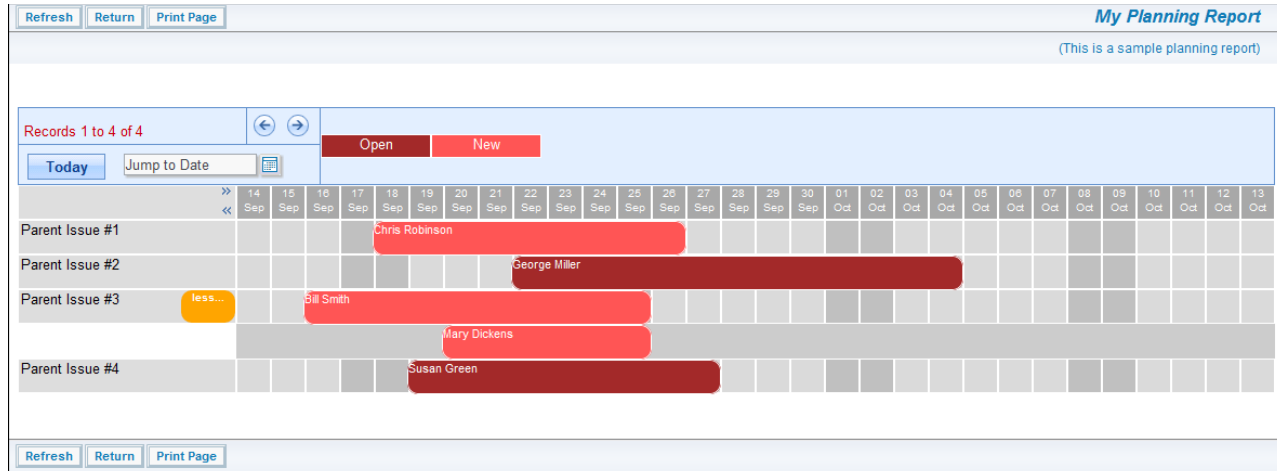 Refresh Return Print Page My Planning Report
(This is a sample planning report)
Records 1 to 4 of 4
Open New
Today Jump to Date
» 14 15 16 17 18 19 20 21 22 23 24 25 26 27 28 29 30 01 02 03 04 05 06 07 08 09 10 11 12 13
« Sep Sep Sep Sep Sep Sep Sep Sep Sep Sep Sep Sep Sep Sep Sep Sep Sep Oct Oct Oct Oct Oct Oct Oct Oct Oct Oct Oct Oct Oct
Parent Issue #1 Chris Robinson
Parent Issue #2 George Miller
Parent Issue #3 less... Bill Smith
Mary Dickens
Parent Issue #4 Susan Green
Refresh Return Print Page